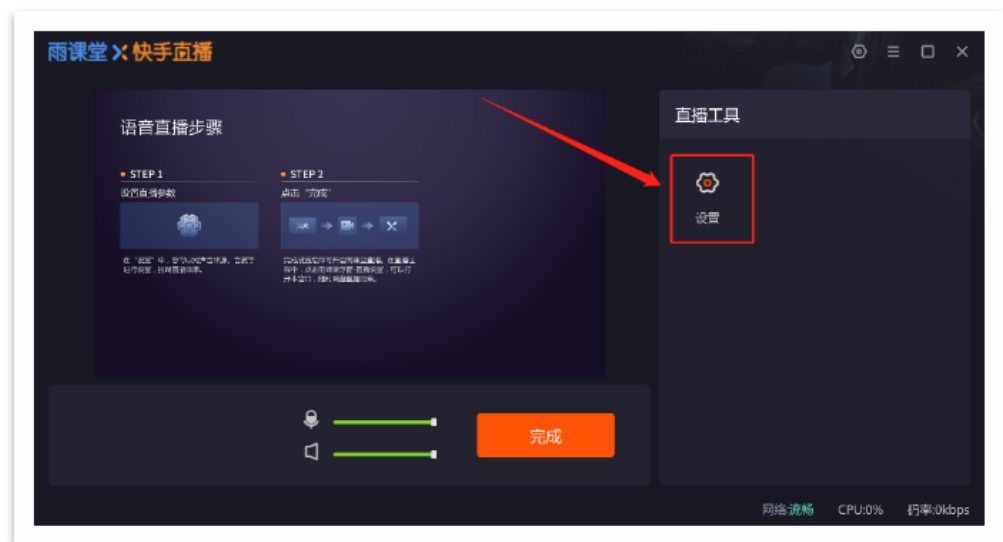 雨课堂 X 快手直播
直播工具
设置
语音直播步骤
STEP 1
设置直播参数
STEP 2
点击“完成”
完成
网络:流畅 CPU:0% 码率:0kbps